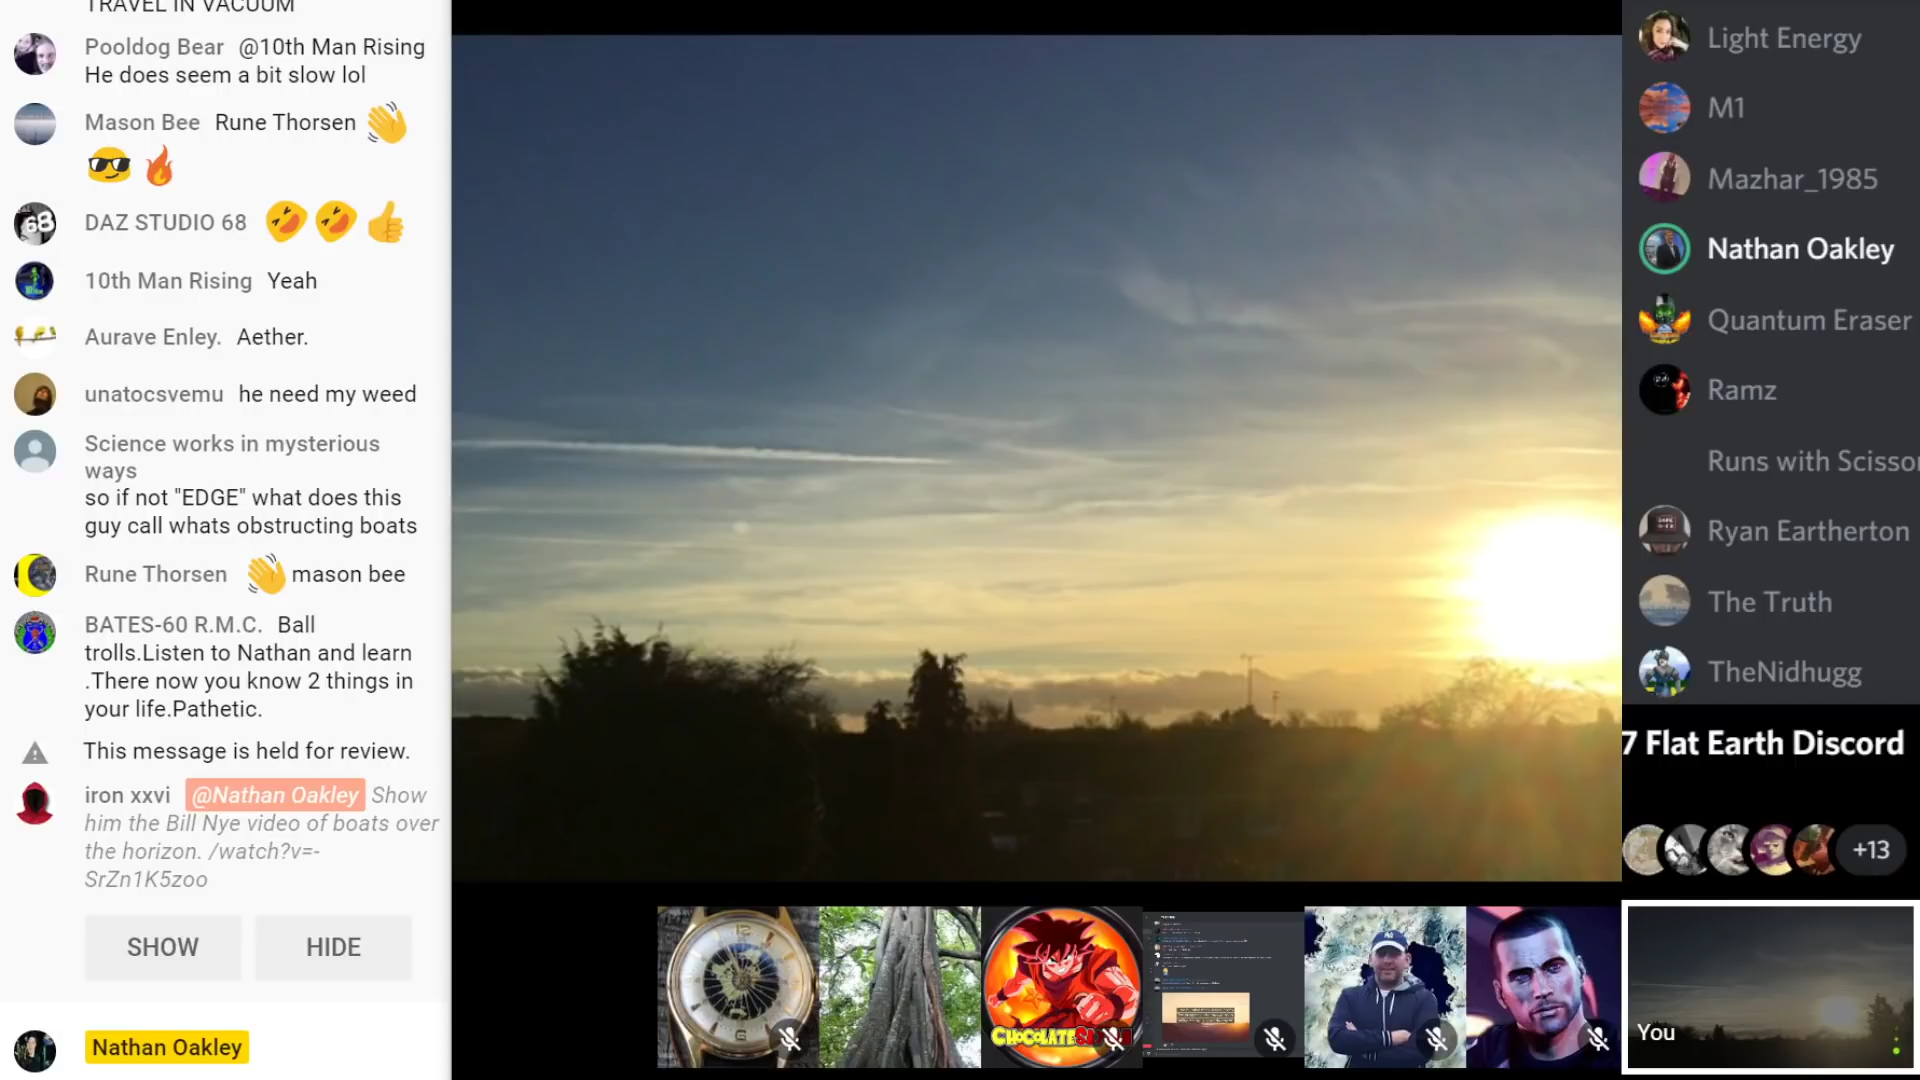 TRAVEL IN VACUUM
Pooldog Bear @10th Man Rising
He does seem a bit slow lol
Mason Bee Rune Thorsen
DAZ STUDIO 68
10th Man Rising Yeah
Aurave Enley. Aether.
unatocsvemu he need my weed
Science works in mysterious
ways
so if not "EDGE" what does this
guy call whats obstructing boats
Rune Thorsen mason bee
BATES-60 R.M.C. Ball
trolls.Listen to Nathan and learn
.There now you know 2 things in
your life.Pathetic.
This message is held for review.
iron xxvi @Nathan Oakley Show
him the Bill Nye video of boats over
the horizon. /watch?v=-
SrZn1K5zoo
SHOW HIDE
Nathan Oakley
68
Light Energy
M1
Mazhar_1985
Nathan Oakley
Quantum Eraser
Ramz
Runs with Scissor
Ryan Eartherton
The Truth
TheNidhugg
7 Flat Earth Discord
+13
You